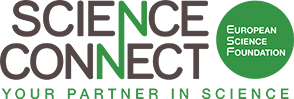 SCIENCE
CONNECT
EUROPEAN
SCIENCE
FOUNDATION
YOUR PARTNER IN SCIENCE